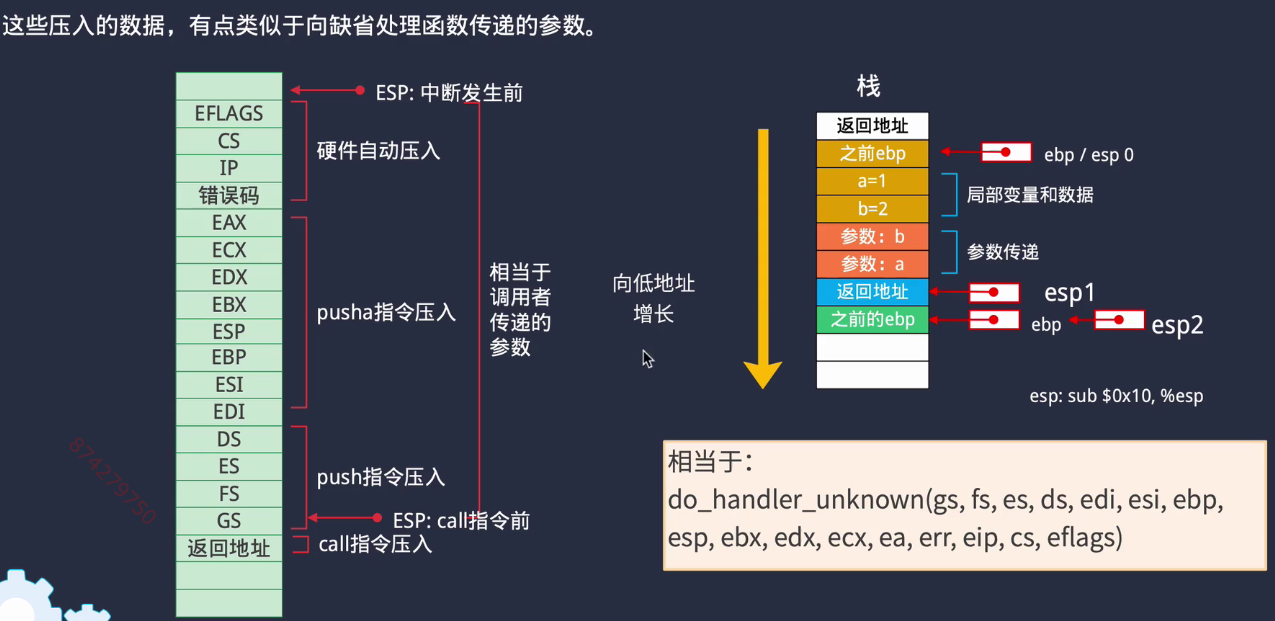 这些压入的数据，有点类似于向缺省处理函数传递的参数。
ESP: 中断发生前
EFLAGS
CS
IP
错误码
硬件自动压入
EAX
ECX
EDX
EBX
ESP
EBP
ESI
EDI
pusha指令压入
DS
ES
FS
GS
push指令压入
ESP: call指令前
返回地址
call指令压入
相当于
调用者
传递的
参数
向低地址
增长
栈
返回地址
之前ebp
ebp / esp 0
a=1
b=2
局部变量和数据
参数：b
参数：a
参数传递
返回地址
esp1
之前的ebp
ebp
esp2
esp: sub $0x10, %esp
相当于：
do_handler_unknown(gs, fs, es, ds, edi, esi, ebp,
esp, ebx, edx, ecx, ea, err, eip, cs, eflags)
874279750